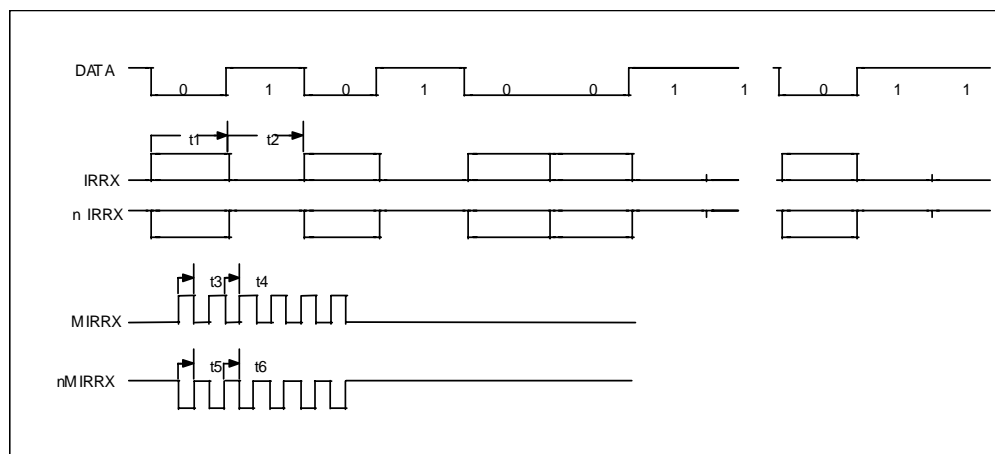 DATA
0 1 0 1 0 0 1 1 0 1 1
t1 t2
IRRX
n IRRX
t3 t4
MIRRX
t5 t6
nMIRRX